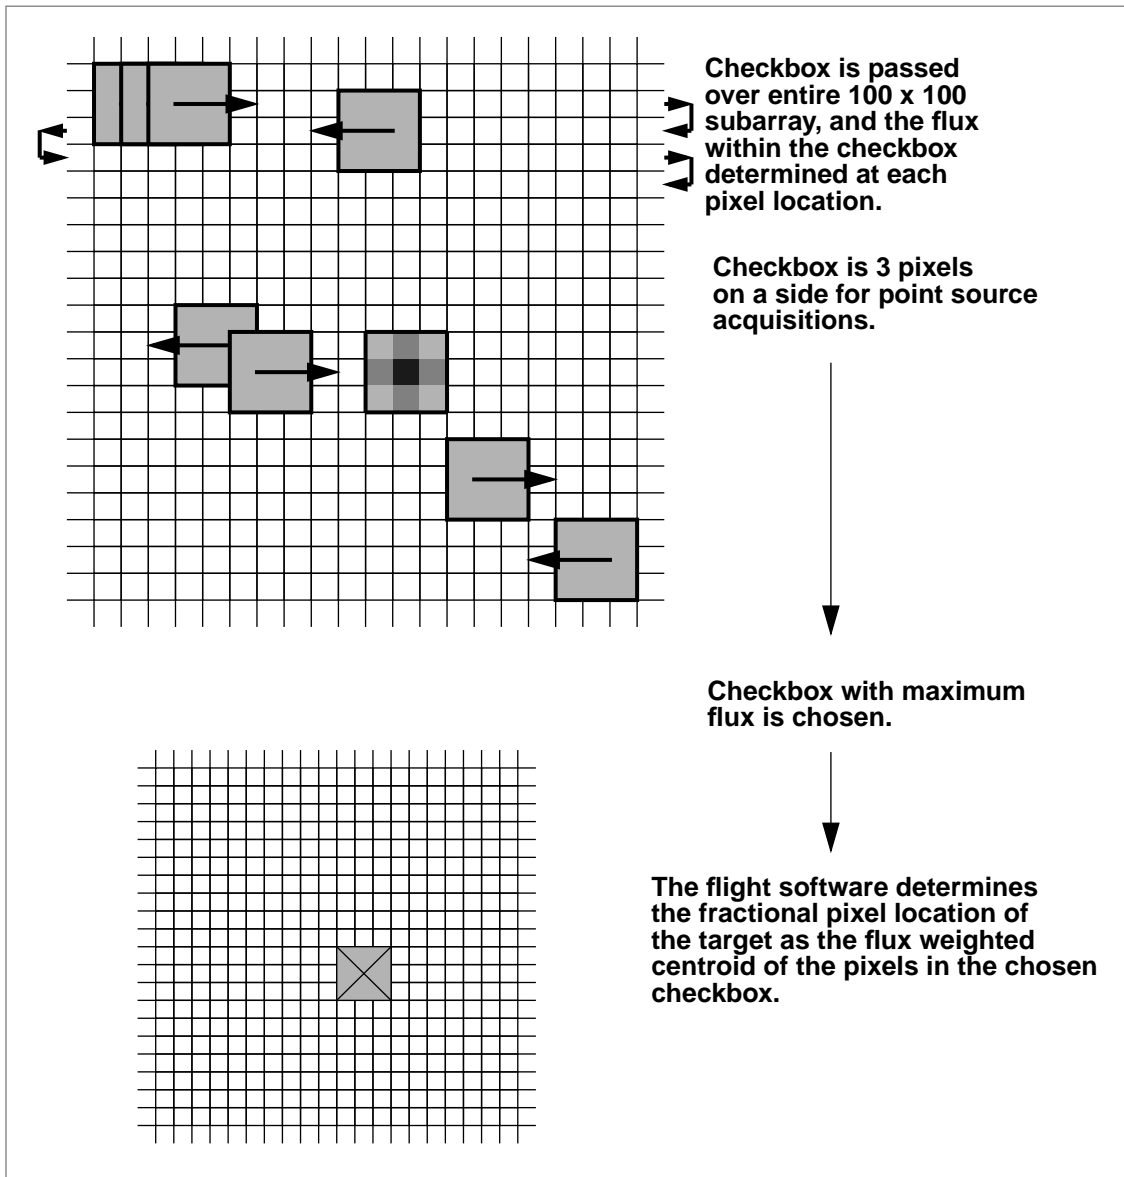 Checkbox is passed
over entire 100 x 100
subarray, and the flux
within the checkbox
determined at each
pixel location.
Checkbox is 3 pixels
on a side for point source
acquisitions.
Checkbox with maximum
flux is chosen.
The flight software determines
the fractional pixel location of
the target as the flux weighted
centroid of the pixels in the chosen
checkbox.